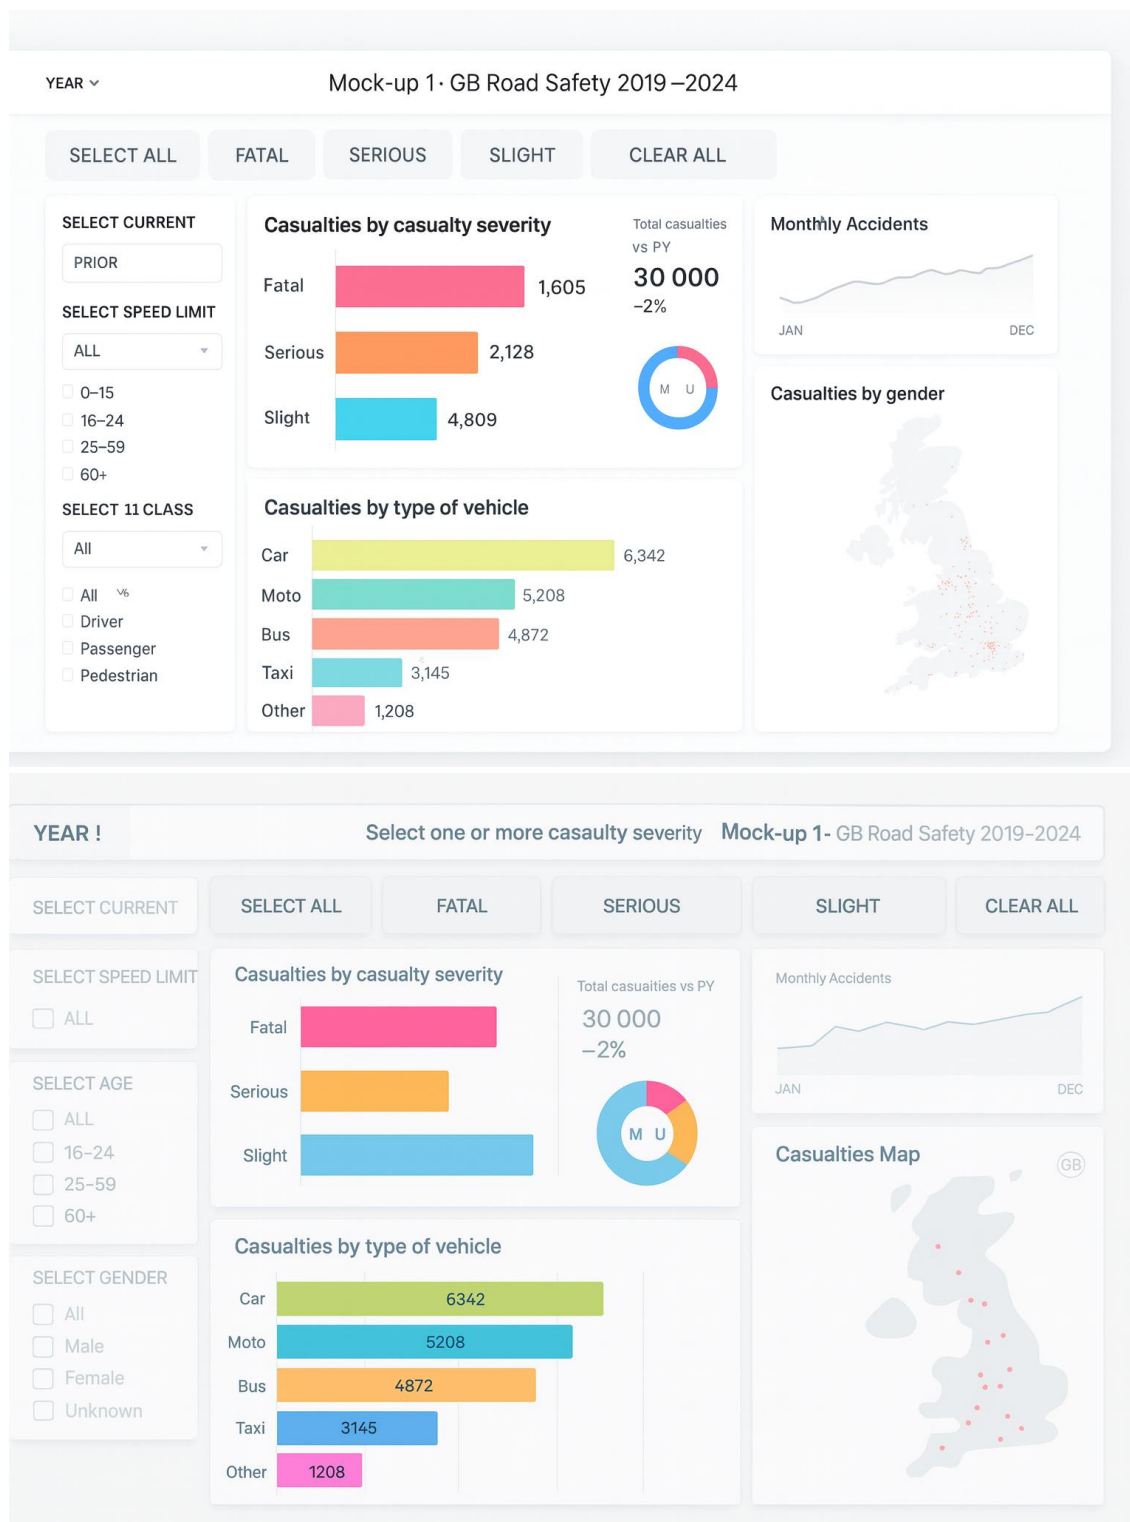 YEAR
Mock-up 1· GB Road Safety 2019–2024
SELECT ALL
FATAL
SERIOUS
SLIGHT
CLEAR ALL
SELECT CURRENT
PRIOR
SELECT SPEED LIMIT
ALL
0–15
16–24
25–59
60+
SELECT 11 CLASS
All
All
Driver
Passenger
Pedestrian
Casualties by casualty severity
Fatal
1,605
Serious
2,128
Slight
4,809
Total casualties
vs PY
30 000
–2%
M U
Casualties by type of vehicle
Car
6,342
Moto
5,208
Bus
4,872
Taxi
3,145
Other
1,208
Monthly Accidents
JAN
DEC
Casualties by gender
YEAR !
Select one or more casaulty severity
Mock-up 1- GB Road Safety 2019-2024
SELECT CURRENT
SELECT ALL
FATAL
SERIOUS
SLIGHT
CLEAR ALL
SELECT SPEED LIMIT
ALL
SELECT AGE
ALL
16–24
25–59
60+
SELECT GENDER
All
Male
Female
Unknown
Casualties by casualty severity
Fatal
Serious
Slight
Total casuaities vs PY
30 000
–2%
M U
Casualties by type of vehicle
Car
6342
Moto
5208
Bus
4872
Taxi
3145
Other
1208
Monthly Accidents
JAN
DEC
Casualties Map
GB